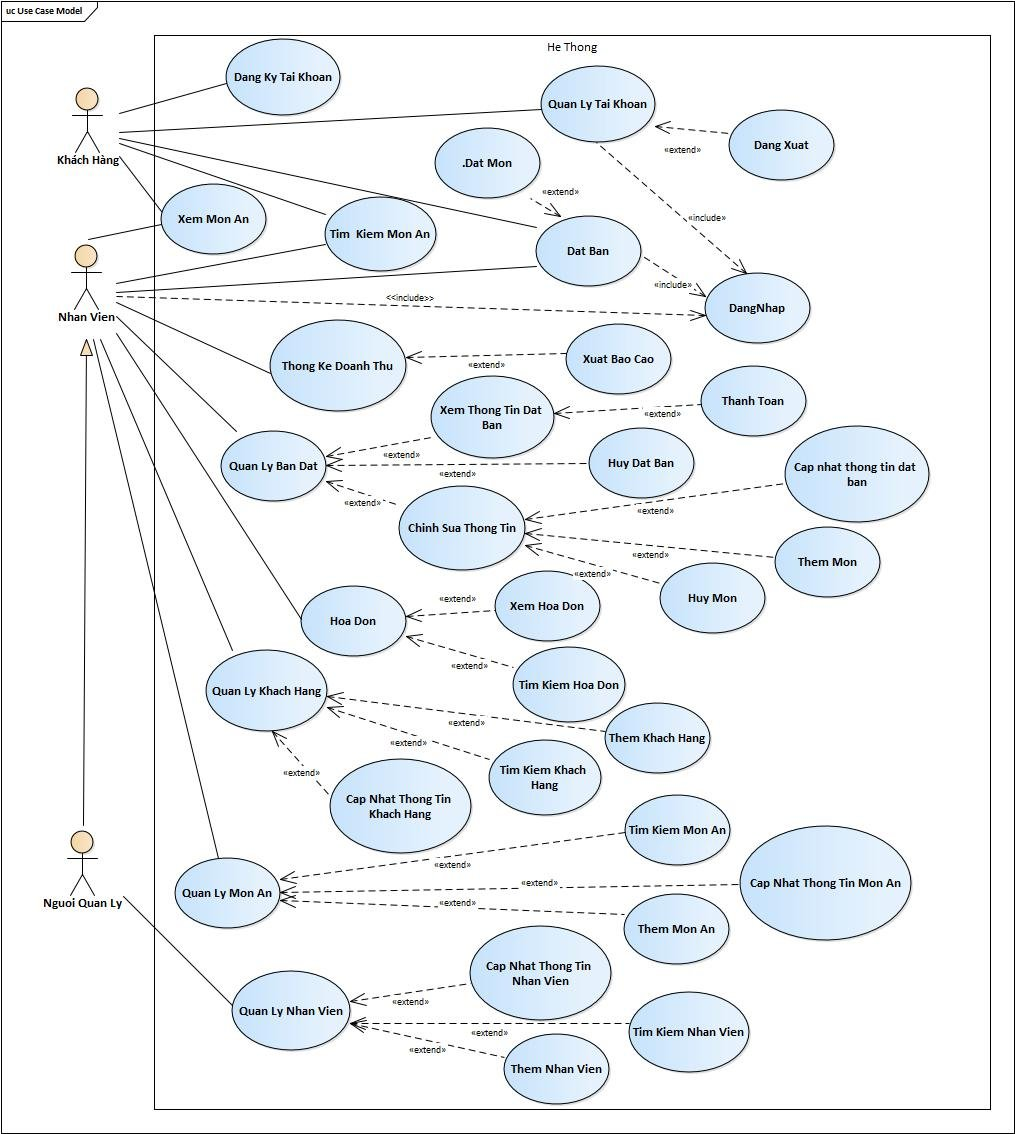 uc Use Case Model
He Thong
Dang Ky Tai Khoan
Quan Ly Tai Khoan
Dang Xuat
«extend»
Khách Hàng
.Dat Mon
«extend»
Xem Mon An
Tim  Kiem Mon An
«include»
Dat Ban
«include»
<<include>>
DangNhap
Nhan Vien
Thong Ke Doanh Thu
Xuat Bao Cao
«extend»
Xem Thong Tin Dat
Ban
Thanh Toan
«extend»
Quan Ly Ban Dat
«extend»
Huy Dat Ban
«extend»
Cap nhat thong tin dat
ban
«extend»
Chinh Sua Thong Tin
«extend»
Them Mon
«extend»
Huy Mon
«extend»
Hoa Don
«extend»
Xem Hoa Don
«extend»
Tim Kiem Hoa Don
Quan Ly Khach Hang
«extend»
Them Khach Hang
«extend»
Tim Kiem Khach
Hang
«extend»
Cap Nhat Thong Tin
Khach Hang
Tim Kiem Mon An
«extend»
Nguoi Quan Ly
Quan Ly Mon An
«extend»
Cap Nhat Thong Tin Mon An
«extend»
Them Mon An
Cap Nhat Thong Tin
Nhan Vien
«extend»
Quan Ly Nhan Vien
«extend»
Tim Kiem Nhan Vien
«extend»
Them Nhan Vien